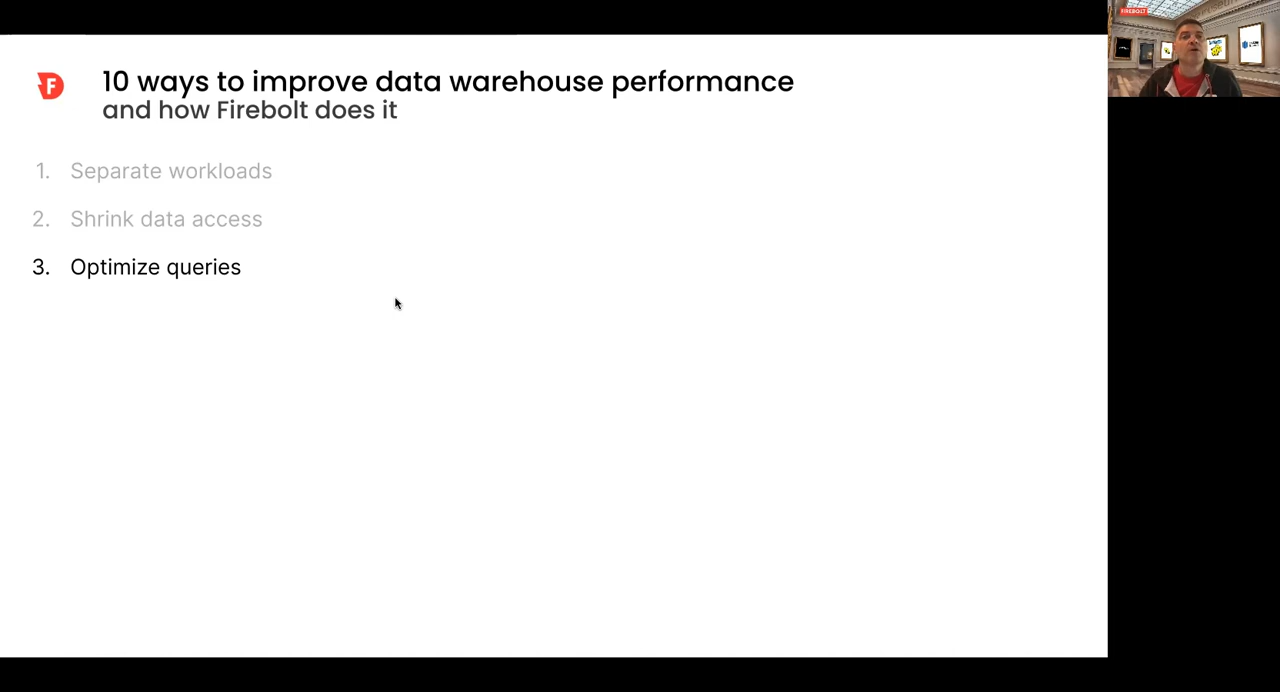 10 ways to improve data warehouse performance
and how Firebolt does it
1. Separate workloads
2. Shrink data access
3. Optimize queries
FIREBOLT